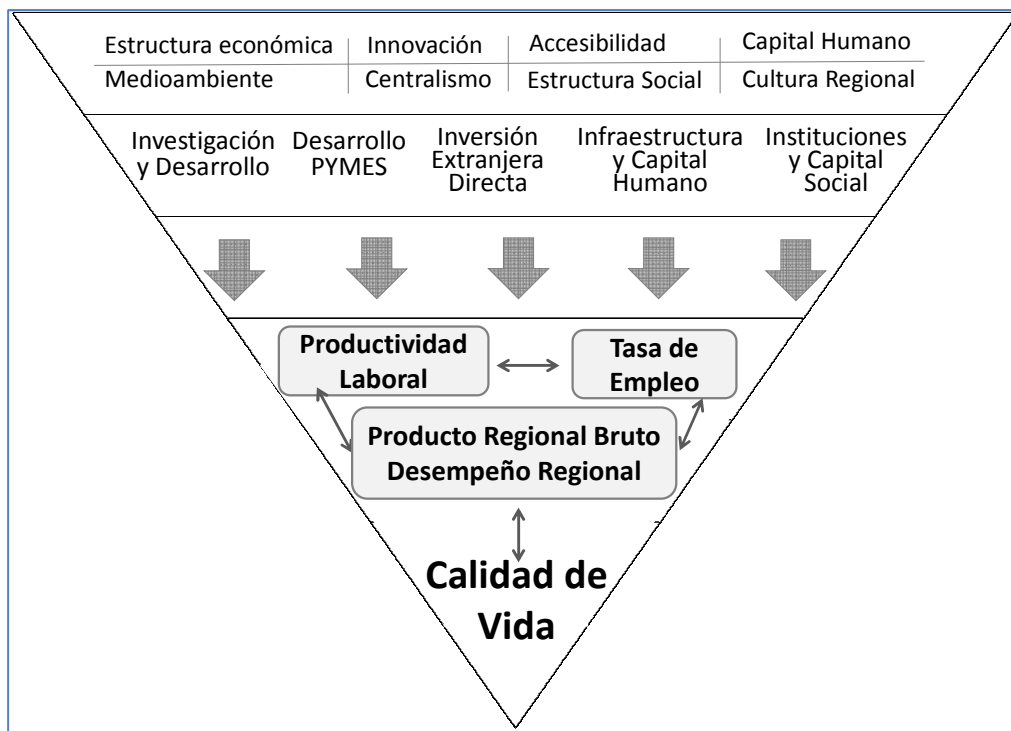 Estructura económica Innovación Accesibilidad Capital Humano
Medioambiente Centralismo Estructura Social Cultura Regional
Investigación
y Desarrollo
Desarrollo
PYMES
Inversión
Extranjera
Directa
Infraestructura
y Capital
Humano
Instituciones
y Capital
Social
Productividad
Laboral
Tasa de
Empleo
Producto Regional Bruto
Desempeño Regional
Calidad de
Vida